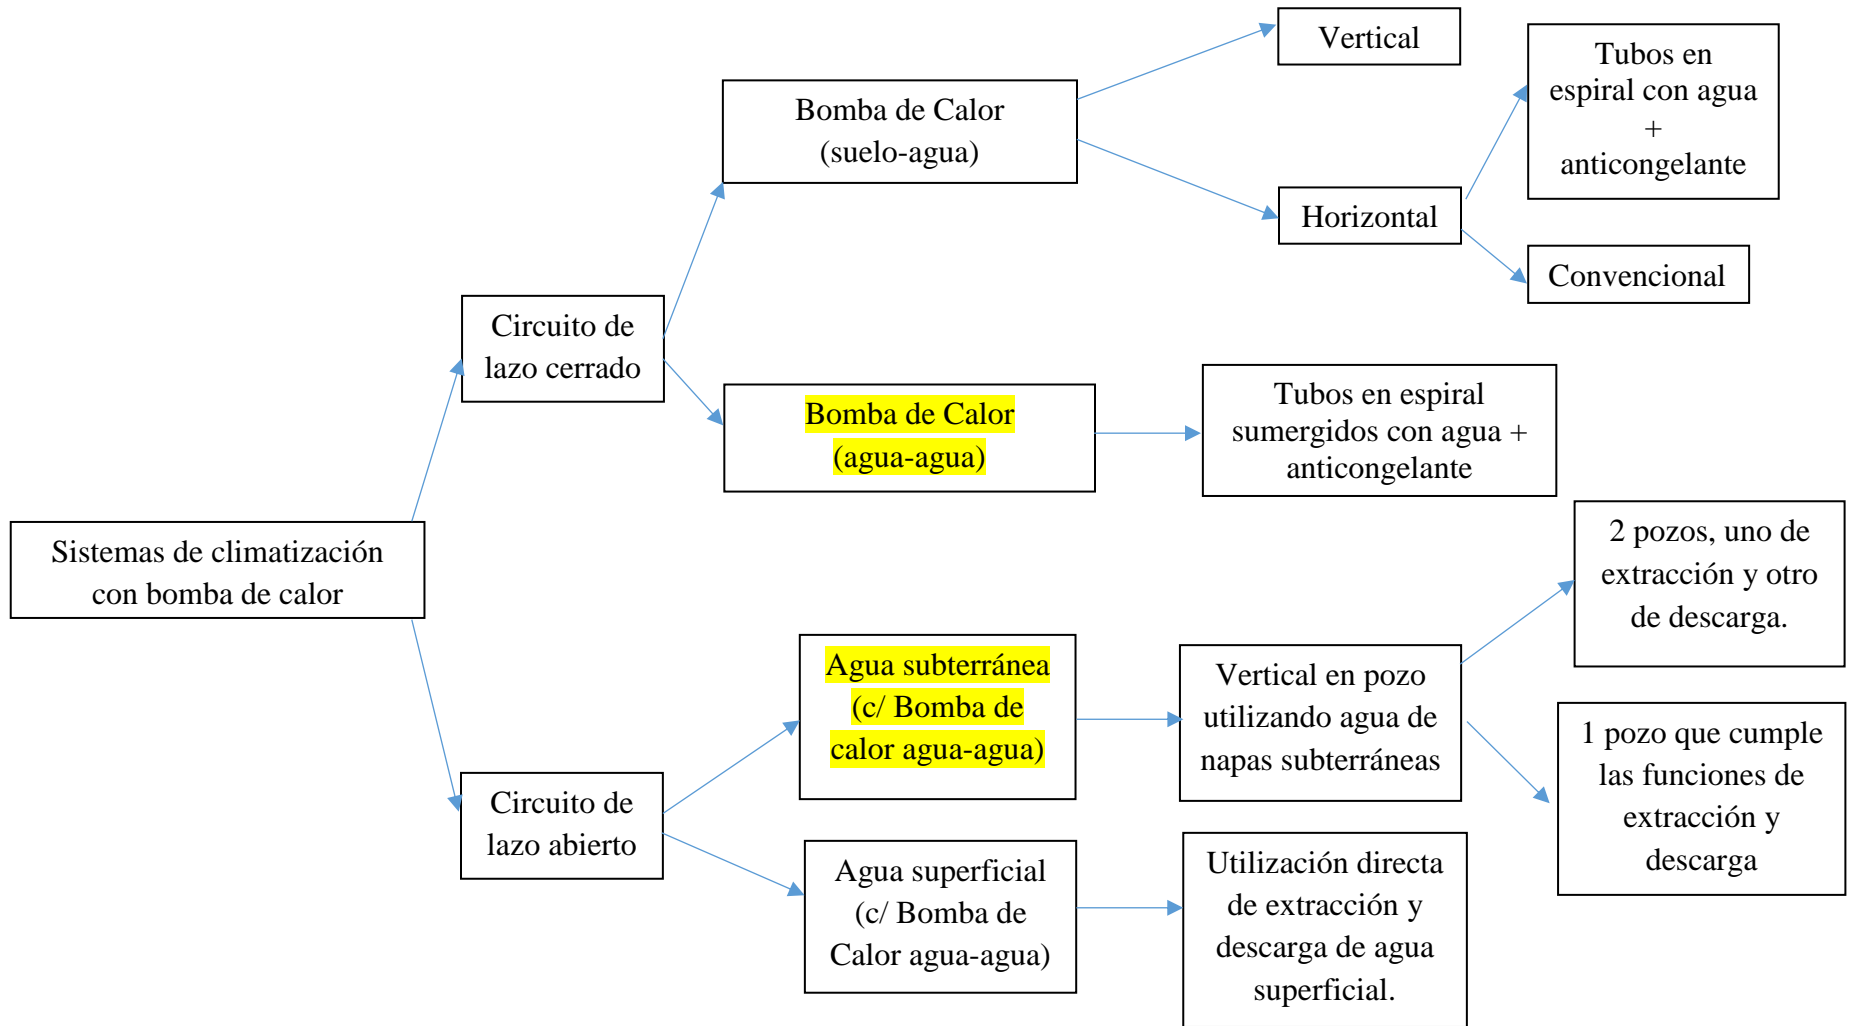 Vertical
Tubos en
espiral con agua
+
anticongelante
Bomba de Calor
(suelo-agua)
Horizontal
Convencional
Circuito de
lazo cerrado
Bomba de Calor
(agua-agua)
Tubos en espiral
sumergidos con agua +
anticongelante
Sistemas de climatización
con bomba de calor
2 pozos, uno de
extracción y otro
de descarga.
Agua subterránea
(c/ Bomba de
calor agua-agua)
Vertical en pozo
utilizando agua de
napas subterráneas
1 pozo que cumple
las funciones de
extracción y
descarga
Circuito de
lazo abierto
Agua superficial
(c/ Bomba de
Calor agua-agua)
Utilización directa
de extracción y
descarga de agua
superficial.